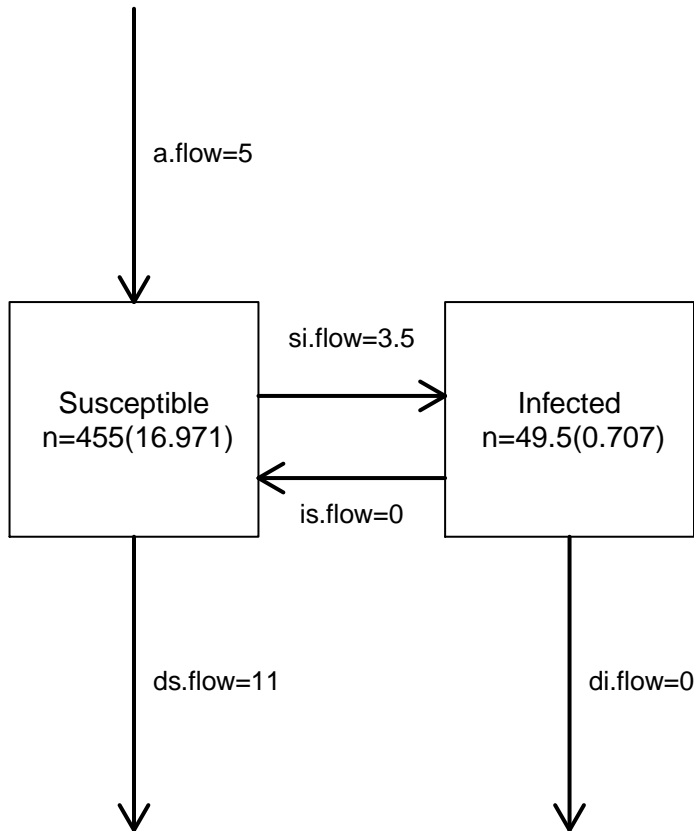 a.flow=5
si.flow=3.5
Susceptible
n=455(16.971)
Infected
n=49.5(0.707)
is.flow=0
ds.flow=11
di.flow=0